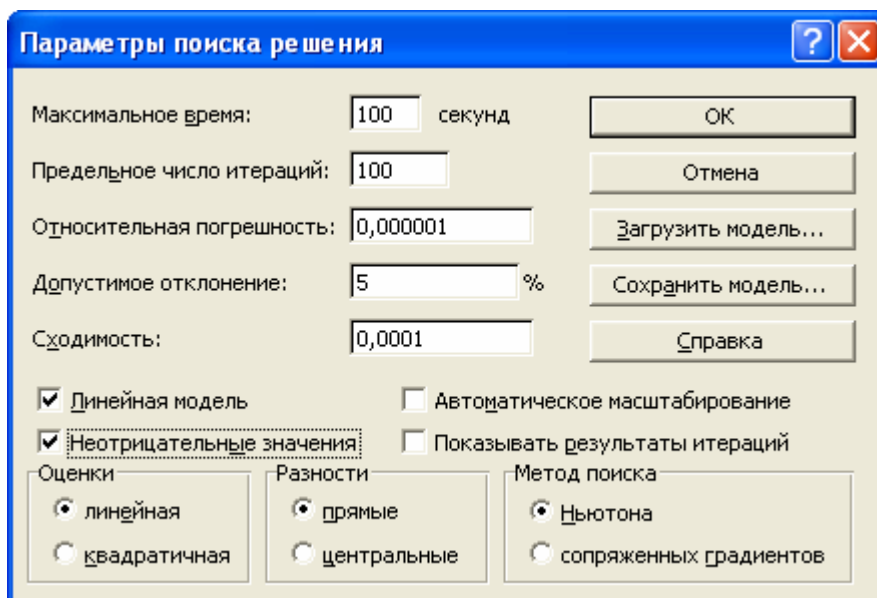 Параметры поиска решения
Максимальное время: 100 секунд
OK
Предельное число итераций: 100
Отмена
Относительная погрешность: 0,000001
Загрузить модель...
Допустимое отклонение: 5 %
Сохранить модель...
Сходимость: 0,0001
Справка
Линейная модель
Автоматическое масштабирование
Неотрицательные значения
Показывать результаты итераций
Оценки
линейная
квадратичная
Разности
прямые
центральные
Метод поиска
Ньютона
сопряженных градиентов